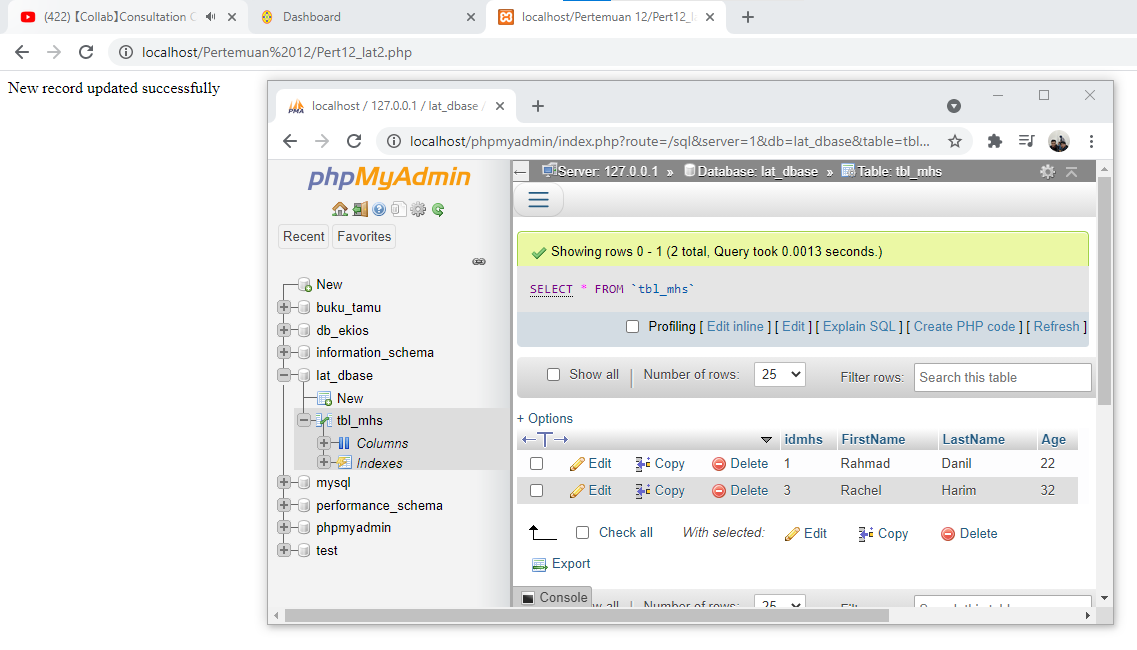 (422) 【Collab】Consultation C
Dashboard
localhost/Pertemuan 12/Pert12_l
localhost/Pertemuan%2012/Pert12_lat2.php
New record updated successfully
localhost / 127.0.0.1 / lat_dbase /
localhost/phpmyadmin/index.php?route=/sql&server=1&db=lat_dbase&table=tbl...
phpMyAdmin
Recent Favorites
New
buku_tamu
db_ekios
information_schema
lat_dbase
New
tbl_mhs
Columns
Indexes
mysql
performance_schema
phpmyadmin
test
Server: 127.0.0.1 » Database: lat_dbase » Table: tbl_mhs
Showing rows 0 - 1 (2 total, Query took 0.0013 seconds.)
SELECT * FROM `tbl_mhs`
Profiling [ Edit inline ] [ Edit ] [ Explain SQL ] [ Create PHP code ] [ Refresh ]
Show all | Number of rows: 25 Filter rows: Search this table
+ Options
←T→ idmhs FirstName LastName Age
Edit Copy Delete 1 Rahmad Danil 22
Edit Copy Delete 3 Rachel Harim 32
Check all With selected: Edit Copy Delete
Export
Console
w all | Number of rows: 25